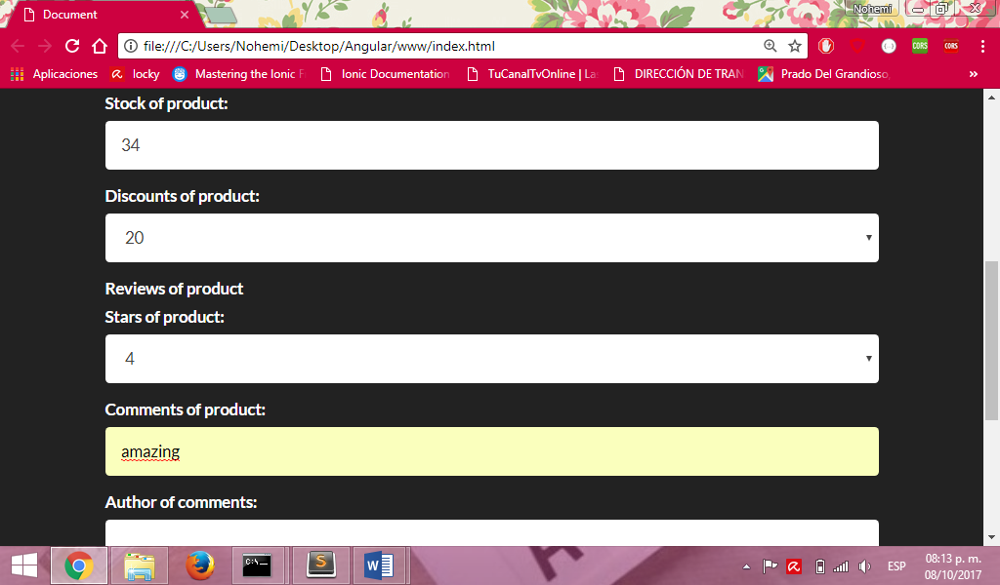 Document
Nohemi
file:///C:/Users/Nohemi/Desktop/Angular/www/index.html
CORS
CORS
Aplicaciones
locky
Mastering the Ionic F
Ionic Documentation
TuCanalTvOnline | La
DIRECCIÓN DE TRAN
Prado Del Grandioso,
»
Stock of product:
34
Discounts of product:
20
Reviews of product
Stars of product:
4
Comments of product:
amazing
Author of comments:
C:\_
S
W
ESP
08:13 p. m.
08/10/2017